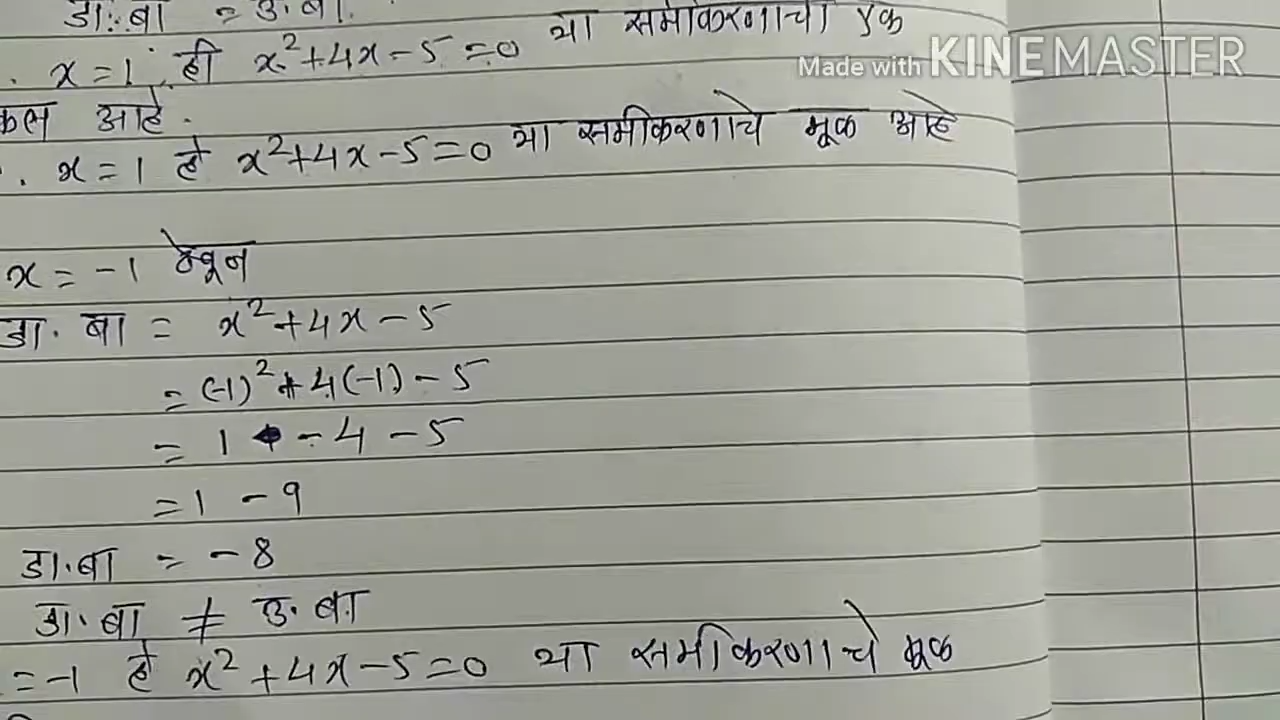 डा. बा = उ. बा.
. x = 1 ही x²+4x-5=0 या समीकरणाची एक
Made with KINEMASTER
कल आहे.
. x = 1 हे x²+4x-5=0 या समीकरणाचे मूळ आहे
x = -1 ठेवून
डा. बा = x²+4x-5
= (-1)²+4(-1)-5
= 1 -4-5
= 1 -9
डा.बा = -8
डा.बा ≠ उ.बा
=-1 हे x²+4x-5=0 या समीकरणाचे मूळ